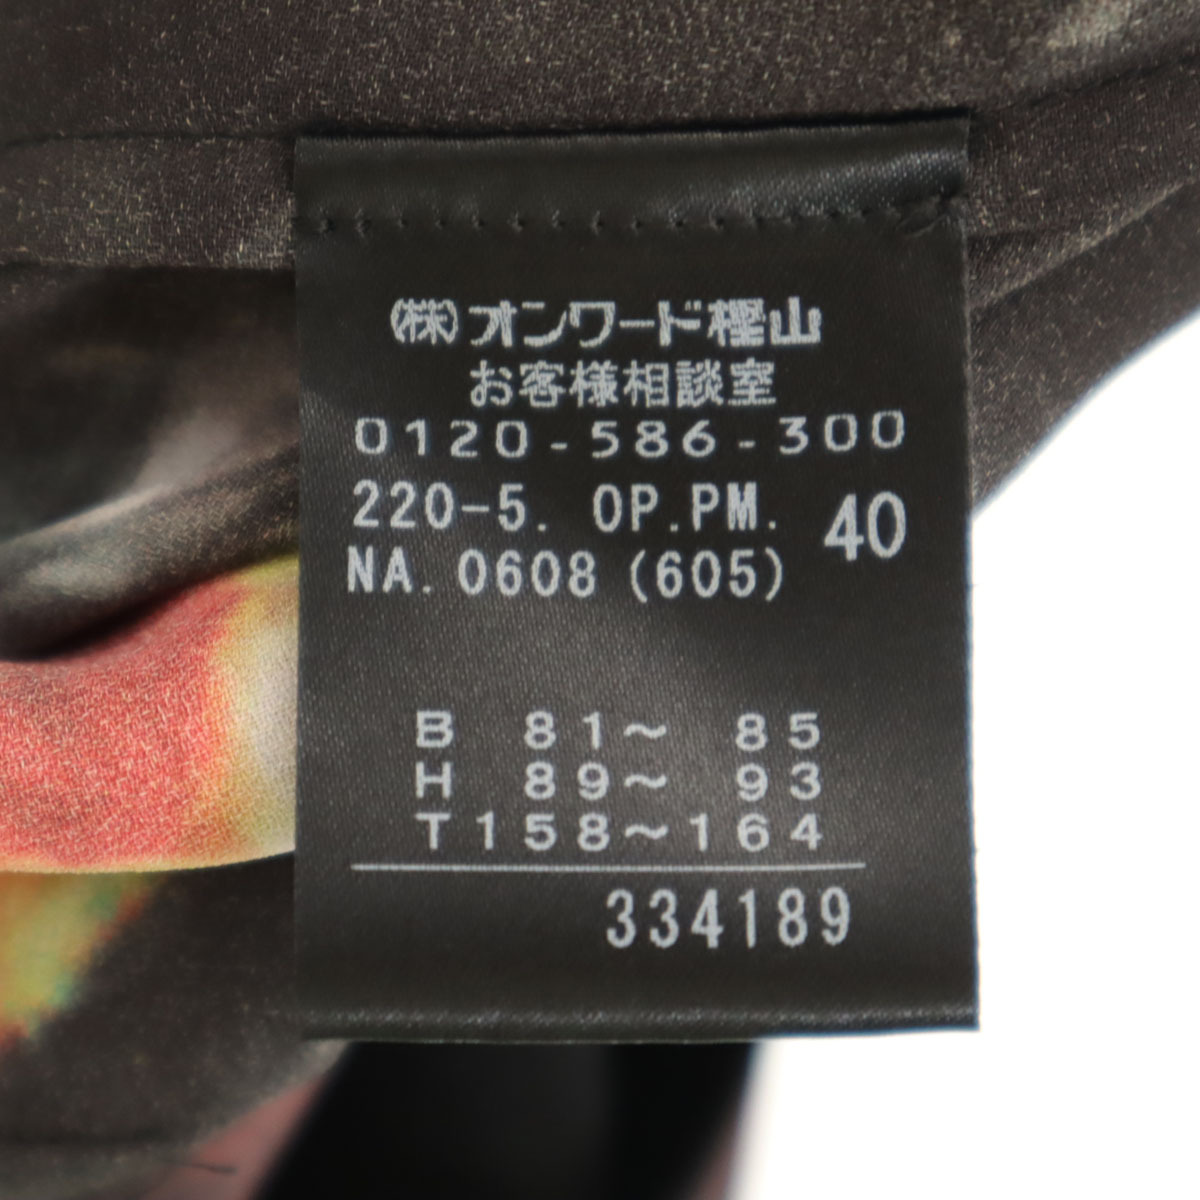 (株)オンワード樫山
お客様相談室
0120-586-300
220-5. OP.PM. 40
NA. 0608 (605)
B 81～ 85
H 89～ 93
T158～164
334189